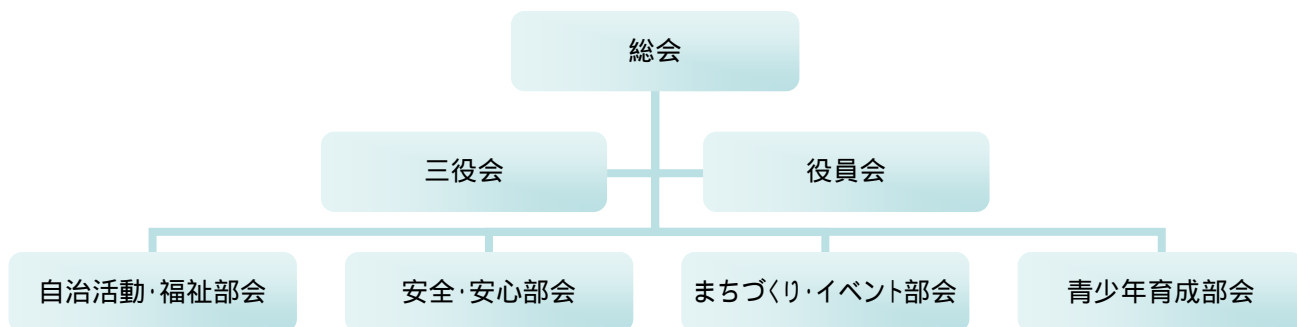 総会
三役会
役員会
自治活動･福祉部会
安全･安心部会
まちづくり･イベント部会
青少年育成部会